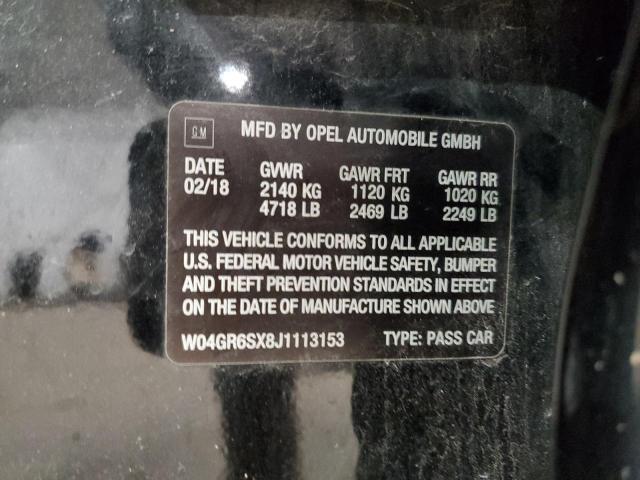 GM MFD BY OPEL AUTOMOBILE GMBH
DATE GVWR GAWR FRT GAWR RR
02/18 2140 KG 1120 KG 1020 KG
4718 LB 2469 LB 2249 LB
THIS VEHICLE CONFORMS TO ALL APPLICABLE
U.S. FEDERAL MOTOR VEHICLE SAFETY, BUMPER
AND THEFT PREVENTION STANDARDS IN EFFECT
ON THE DATE OF MANUFACTURE SHOWN ABOVE
W04GR6SX8J1113153 TYPE: PASS CAR